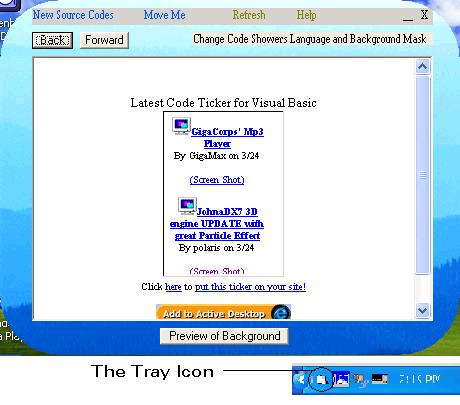 New Source Codes Move Me Refresh Help _ X
Back Forward Change Code Showers Language and Background Mask
Latest Code Ticker for Visual Basic
GigaCorps' Mp3
Player
By GigaMax on 3/24
(Screen Shot)
JohnaDX7 3D
engine UPDATE with
great Particle Effect
By polaris on 3/24
(Screen Shot)
Click here to put this ticker on your site!
Add to Active Desktop
Preview of Background
The Tray Icon